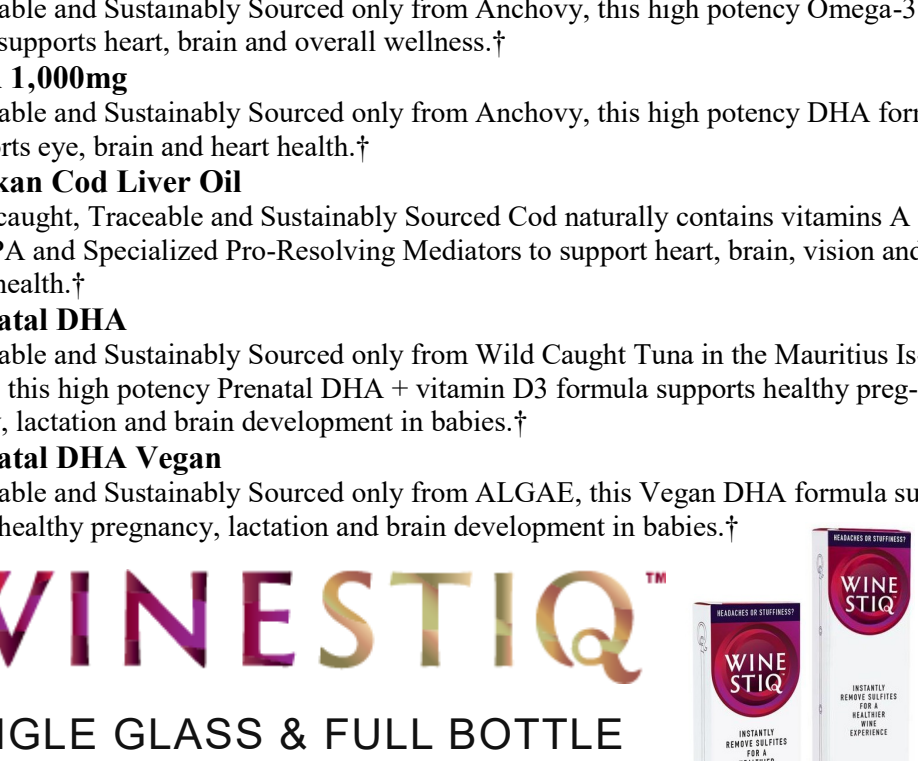 able and Sustainably Sourced only from Anchovy, this high potency Omega-3
supports heart, brain and overall wellness.†
1,000mg
able and Sustainably Sourced only from Anchovy, this high potency DHA form
rts eye, brain and heart health.†
kan Cod Liver Oil
caught, Traceable and Sustainably Sourced Cod naturally contains vitamins A
PA and Specialized Pro-Resolving Mediators to support heart, brain, vision and
health.†
atal DHA
able and Sustainably Sourced only from Wild Caught Tuna in the Mauritius Is-
this high potency Prenatal DHA + vitamin D3 formula supports healthy preg-
, lactation and brain development in babies.†
atal DHA Vegan
able and Sustainably Sourced only from ALGAE, this Vegan DHA formula su
healthy pregnancy, lactation and brain development in babies.†
WINESTIQ™
NGLE GLASS & FULL BOTTLE
HEADACHES OR STUFFINESS?
WINE
STIQ
INSTANTLY
REMOVE SULFITES
FOR A
HEALTHIER
HEADACHES OR STUFFINESS?
WINE
STIQ
INSTANTLY
REMOVE SULFITES
FOR A
HEALTHIER
WINE
EXPERIENCE